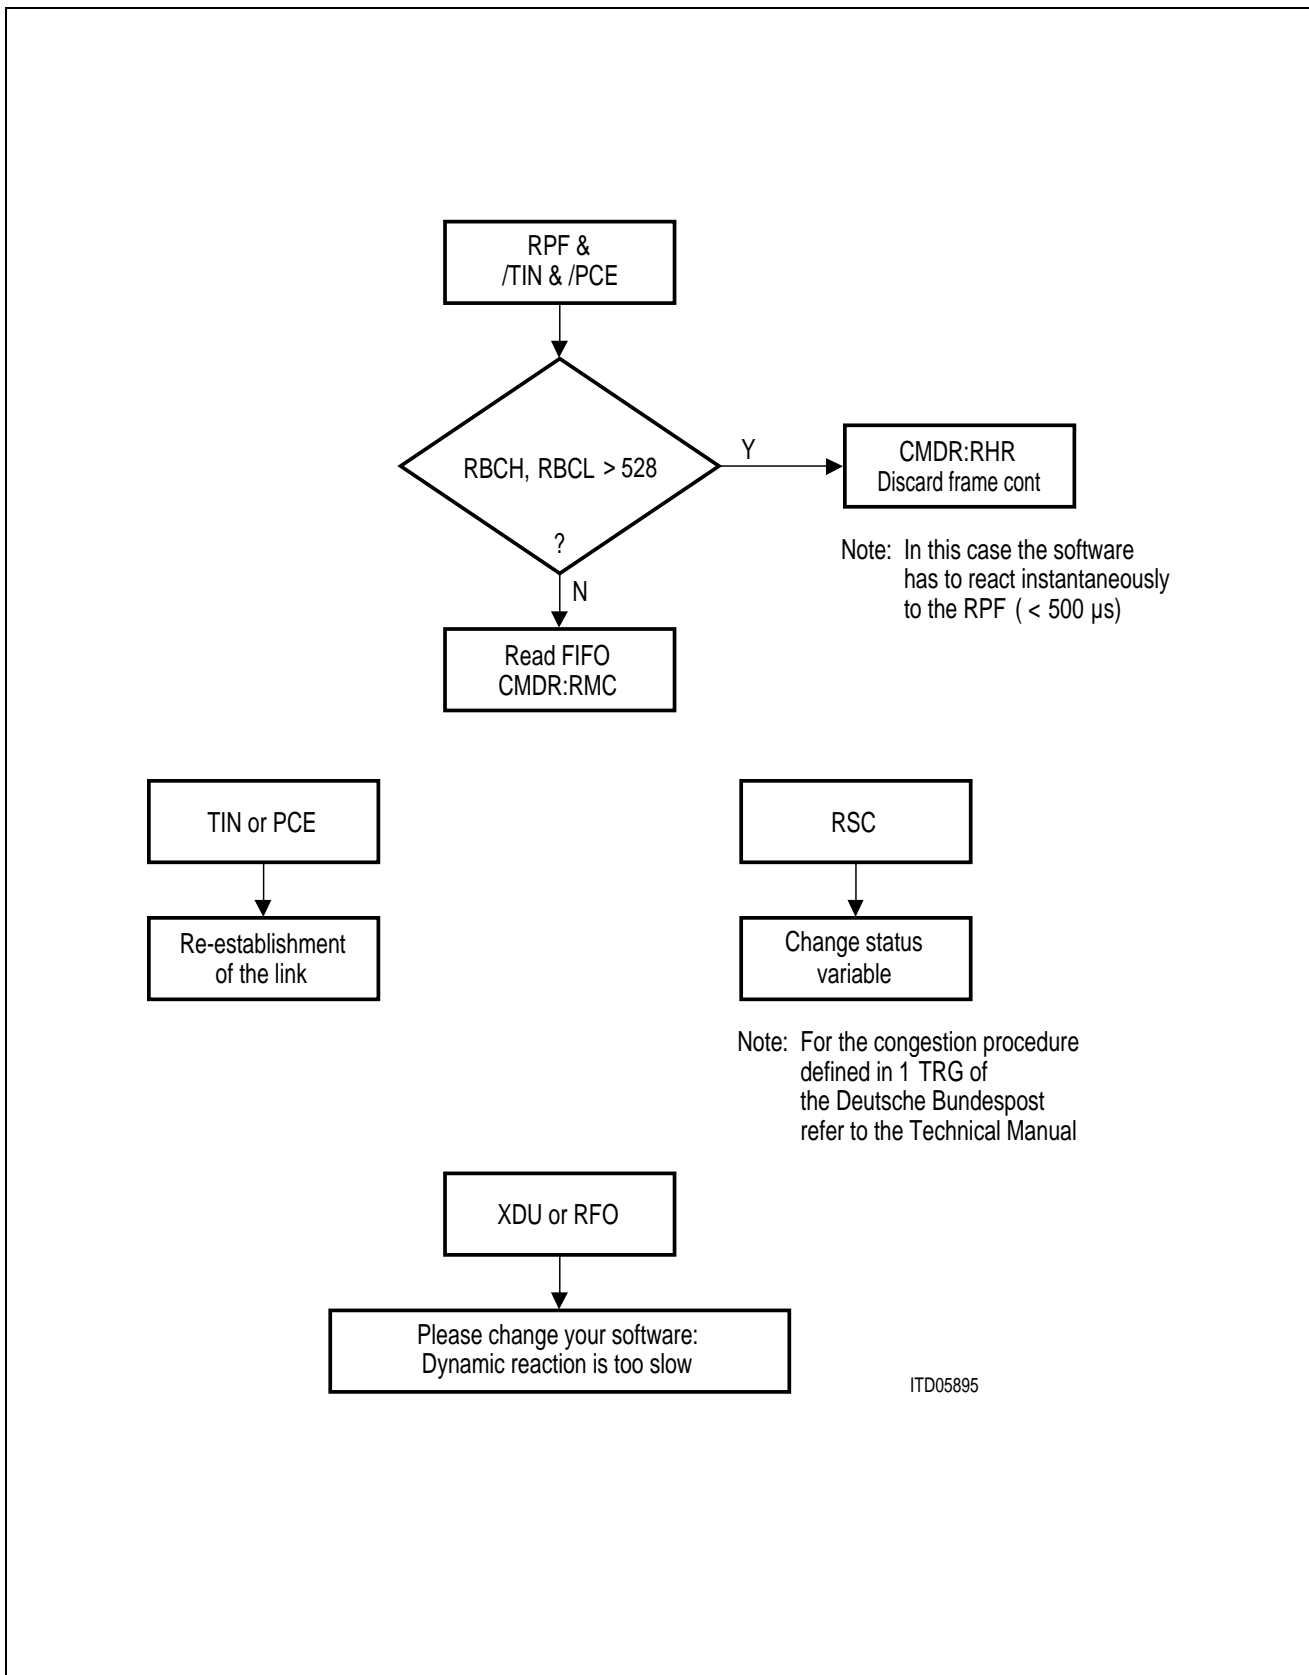 RPF &
/TIN & /PCE
RBCH, RBCL > 528
?
Y
CMDR:RHR
Discard frame cont
Note: In this case the software
has to react instantaneously
to the RPF ( < 500 µs)
N
Read FIFO
CMDR:RMC
TIN or PCE
Re-establishment
of the link
RSC
Change status
variable
Note: For the congestion procedure
defined in 1 TRG of
the Deutsche Bundespost
refer to the Technical Manual
XDU or RFO
Please change your software:
Dynamic reaction is too slow
ITD05895